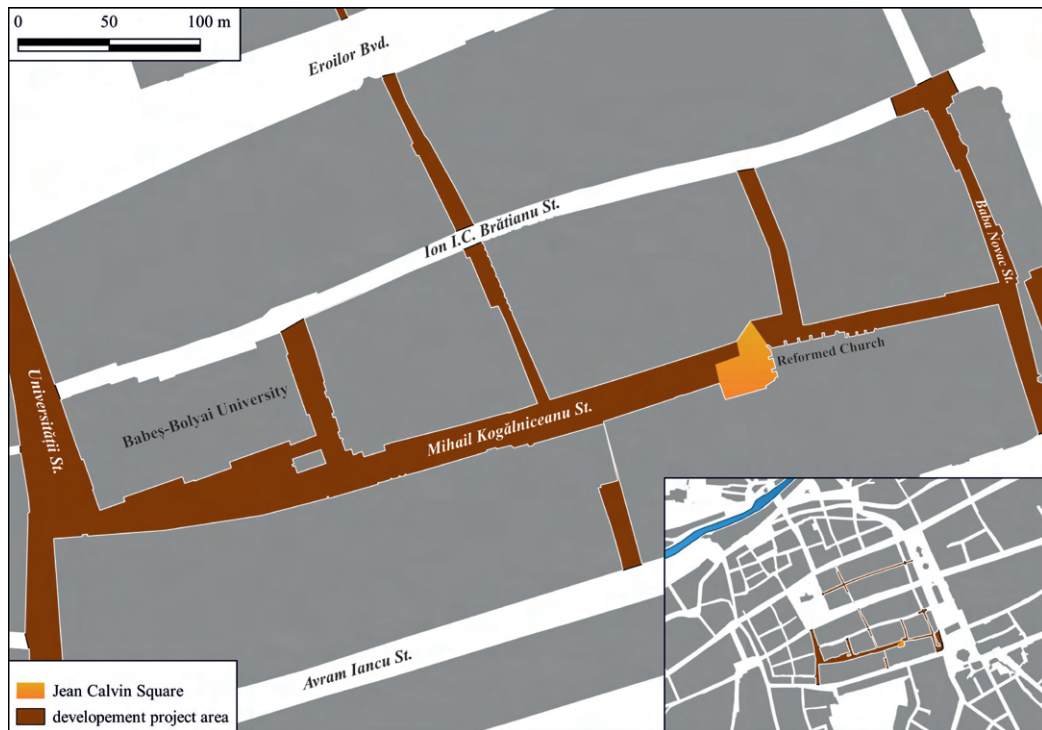 0 50 100 m
Eroilor Bvd.
Ion I.C. Brătianu St.
Baba Novac St.
Reformed Church
Universității St.
Babeș-Bolyai University
Mihail Kogălniceanu St.
Avram Iancu St.
Jean Calvin Square
developement project area